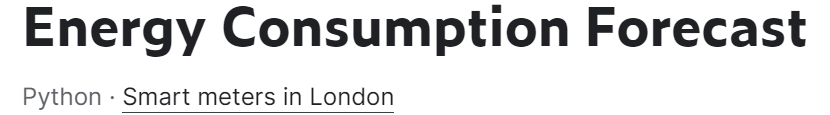 Energy Consumption Forecast
Python · Smart meters in London